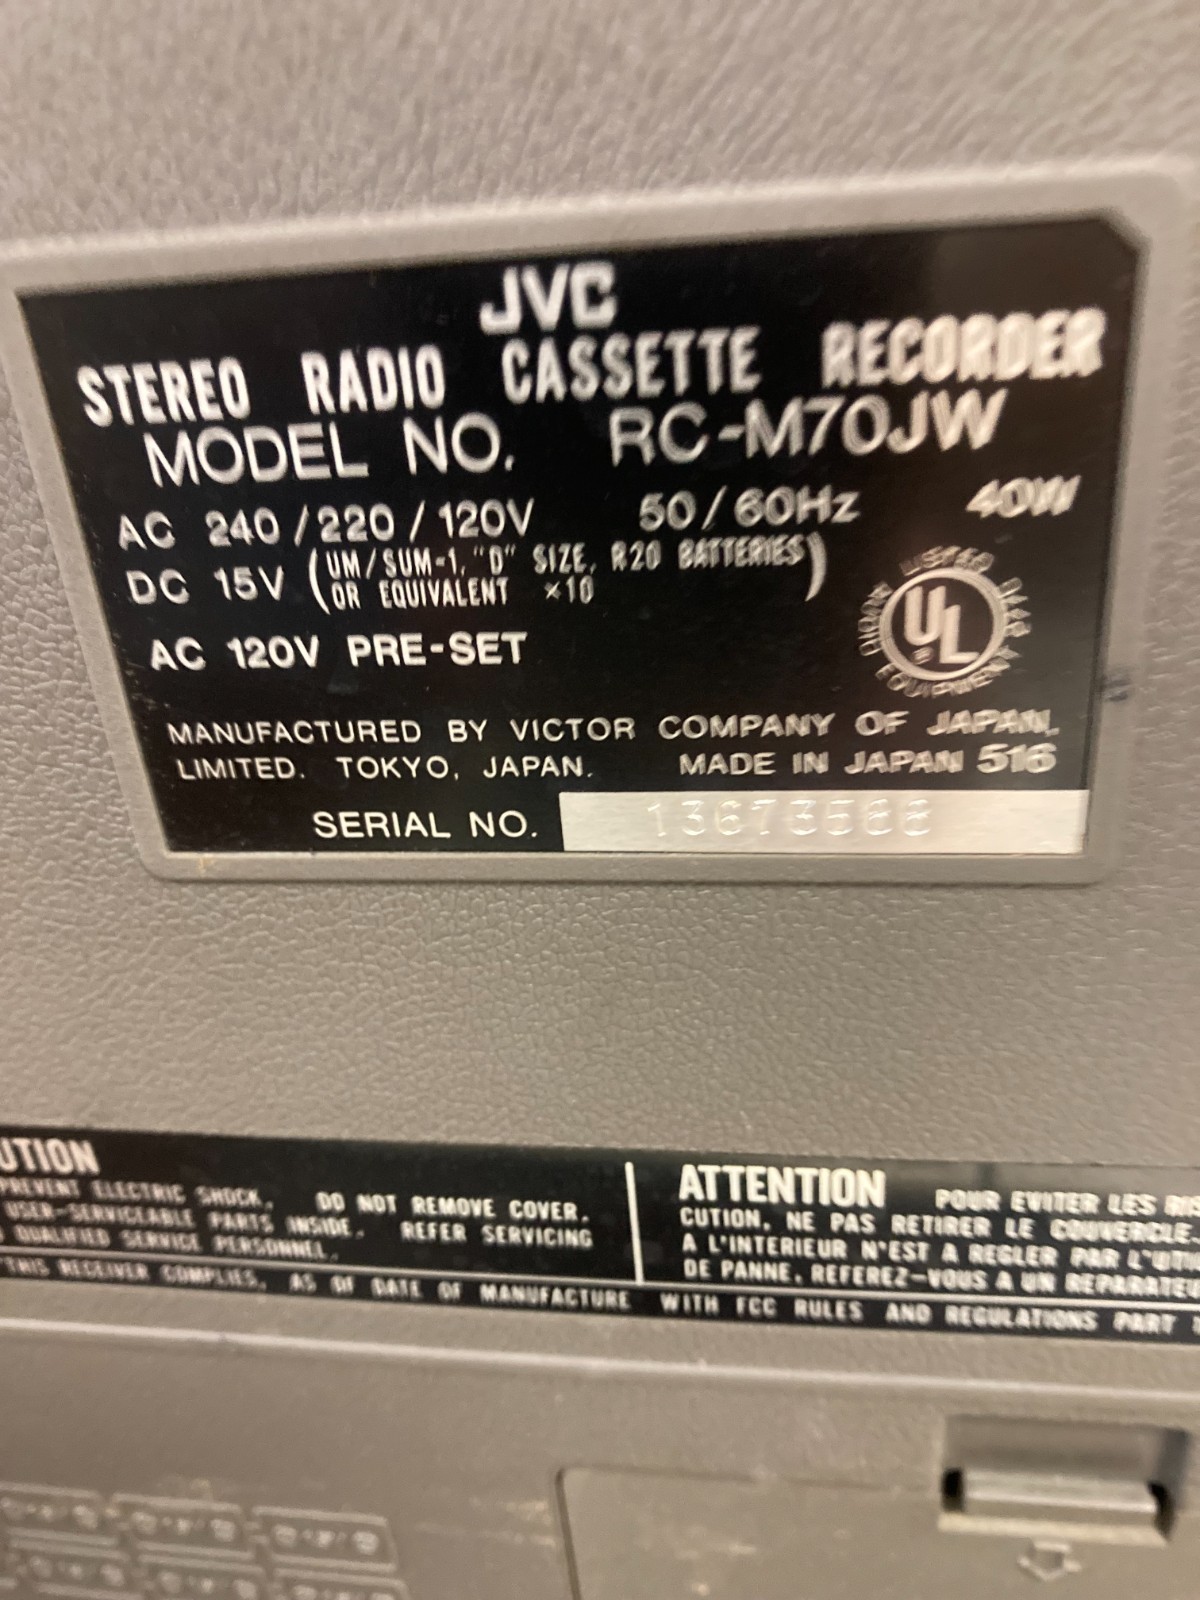 JVC
STEREO RADIO CASSETTE RECORDER
MODEL NO. RC-M70JW
AC 240/220/120V 50/60Hz 40W
DC 15V (UM/SUM-1, "D" SIZE, R20 BATTERIES
OR EQUIVALENT ×10)
AC 120V PRE-SET
LISTED
UL
AUDIO EQUIPMENT
MANUFACTURED BY VICTOR COMPANY OF JAPAN,
LIMITED. TOKYO, JAPAN. MADE IN JAPAN 516
SERIAL NO.
UTION
PREVENT ELECTRIC SHOCK, DO NOT REMOVE COVER.
USER-SERVICEABLE PARTS INSIDE. REFER SERVICING
QUALIFIED SERVICE PERSONNEL.
ATTENTION POUR EVITER LES
CUTION, NE PAS RETIRER LE COUVERCLE.
A L'INTERIEUR N'EST A REGLER PAR
DE PANNE, REFEREZ-VOUS A UN
THIS RECEIVER COMPLIES, AS OF DATE OF MANUFACTURE WITH FCC RULES AND REGULATIONS PART